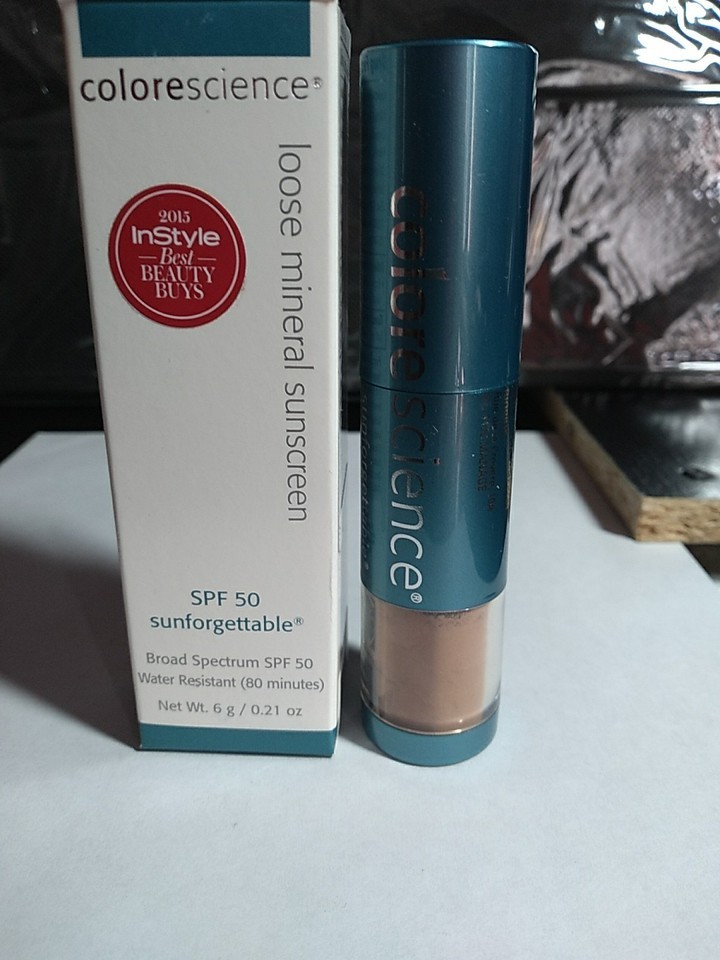 colorescience®
loose mineral sunscreen
2015
InStyle
Best
BEAUTY
BUYS
SPF 50
sunforgettable®
Broad Spectrum SPF 50
Water Resistant (80 minutes)
Net Wt. 6 g / 0.21 oz
colorescience®